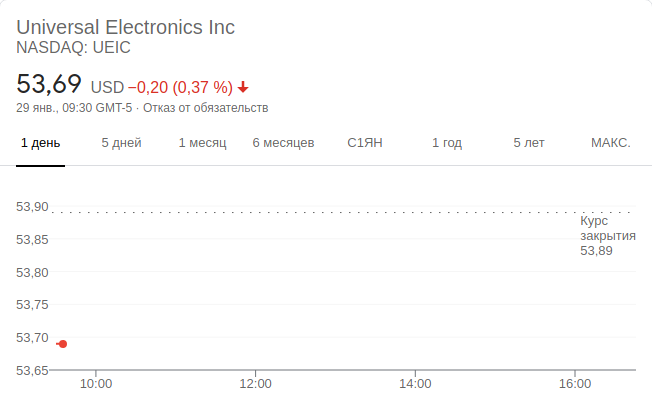 Universal Electronics Inc
NASDAQ: UEIC
53,69 USD −0,20 (0,37 %)
29 янв., 09:30 GMT-5 · Отказ от обязательств
1 день 5 дней 1 месяц 6 месяцев С1ЯН 1 год 5 лет МАКС.
53,90
Курс
закрытия
53,89
53,85
53,80
53,75
53,70
53,65
10:00 12:00 14:00 16:00